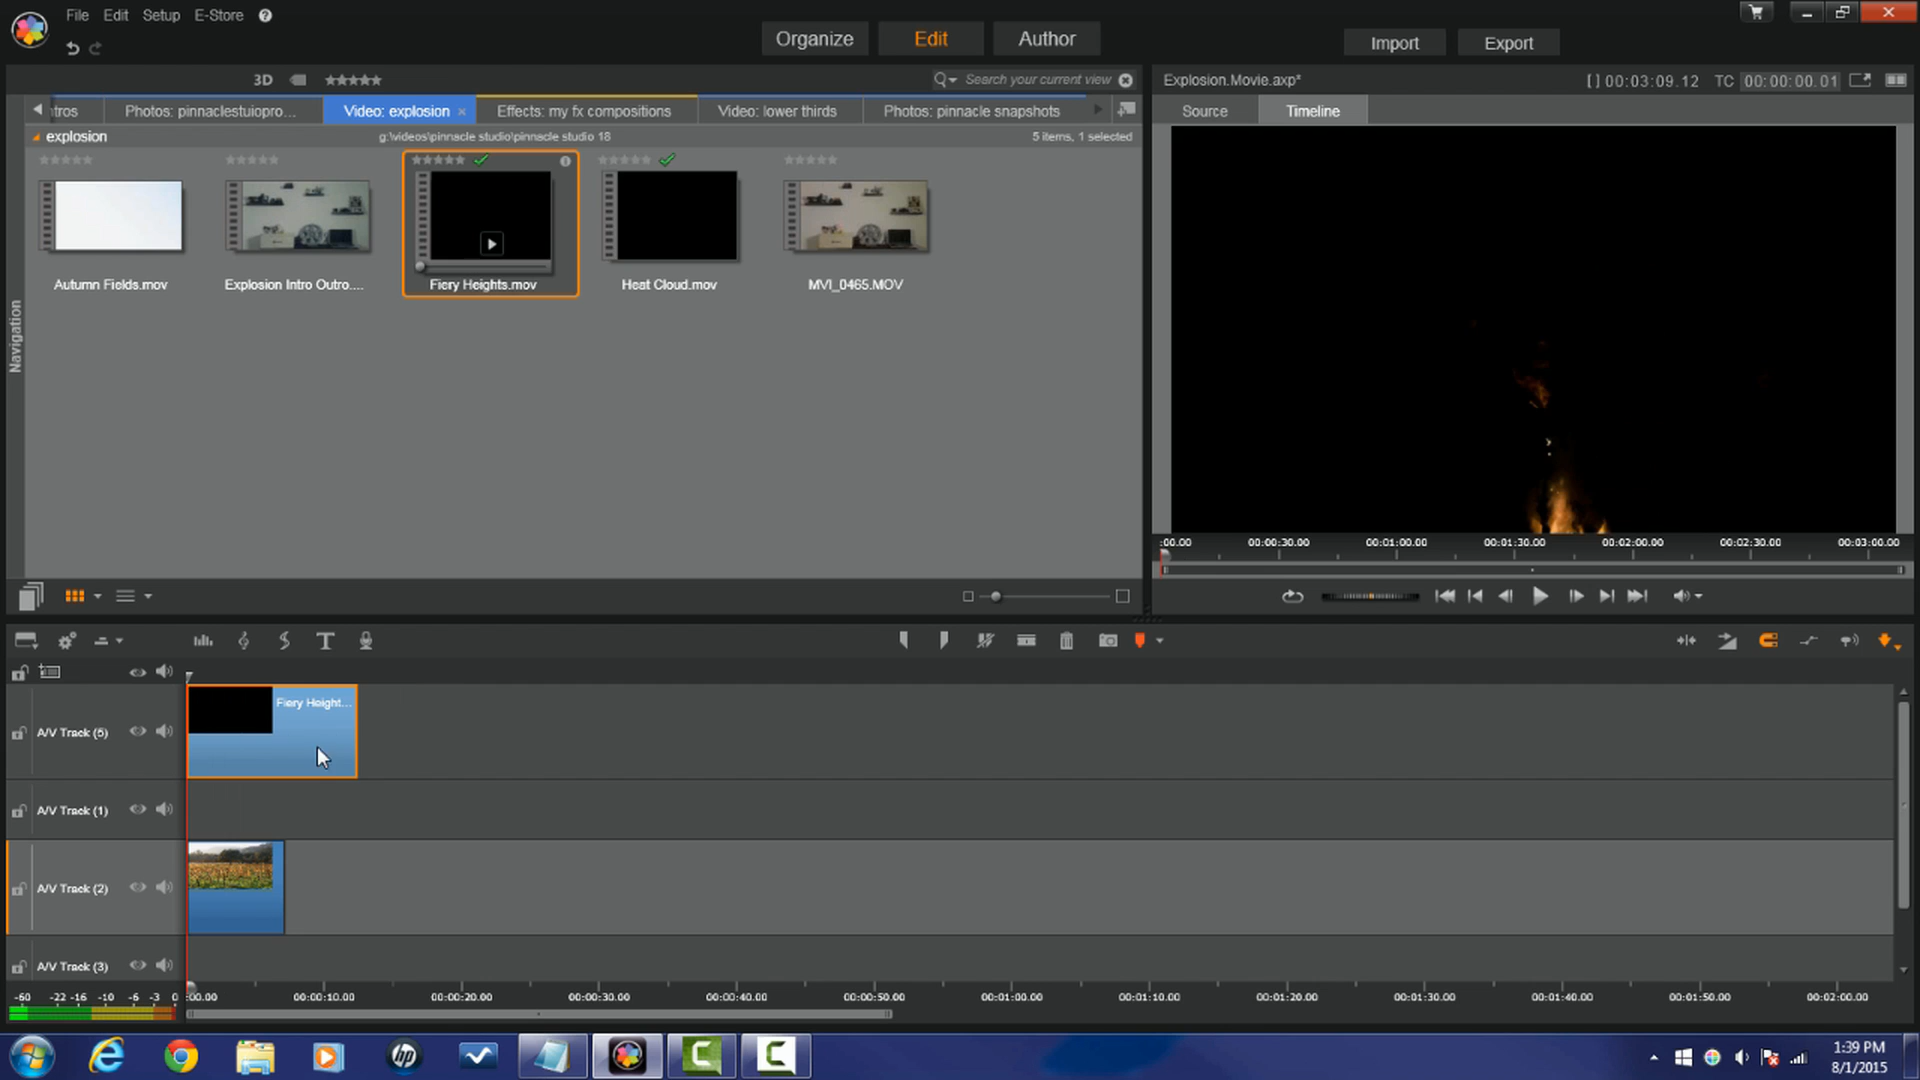 File Edit Setup E-Store ?
Organize Edit Author
Import Export
3D
Search your current view
Explosion.Movie.axp*
[ ] 00:03:09.12 TC 00:00:00.01
ntros Photos: pinnaclestuiopro... Video: explosion × Effects: my fx compositions Video: lower thirds Photos: pinnacle snapshots
Source Timeline
explosion g:\videos\pinnacle studio\pinnacle studio 18 5 items, 1 selected
Autumn Fields.mov Explosion Intro Outro.... Fiery Heights.mov Heat Cloud.mov MVI_0465.MOV
Navigation
:00.00 00:00:30.00 00:01:00.00 00:01:30.00 00:02:00.00 00:02:30.00 00:03:00.00
Fiery Height...
A/V Track (5)
A/V Track (1)
A/V Track (2)
A/V Track (3)
-60 -22 -16 -10 -6 -3 0 :00.00 00:00:10.00 00:00:20.00 00:00:30.00 00:00:40.00 00:00:50.00 00:01:00.00 00:01:10.00 00:01:20.00 00:01:30.00 00:01:40.00 00:01:50.00 00:02:00.00
hp
1:39 PM
8/1/2015